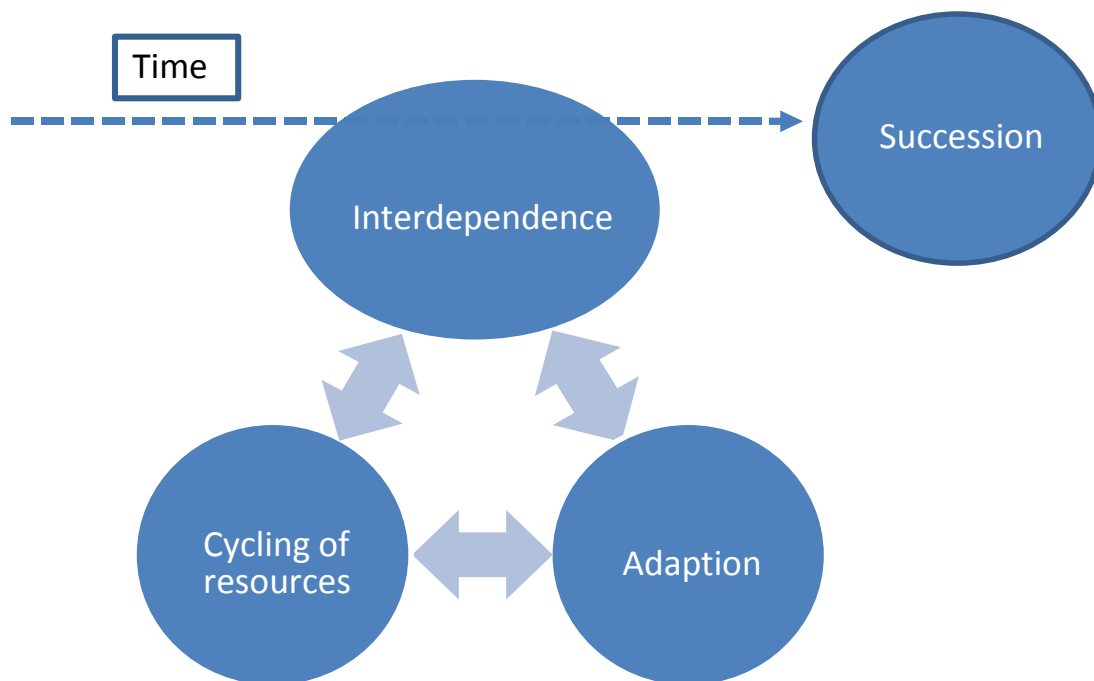 Time
Succession
Interdependence
Cycling of
resources
Adaption